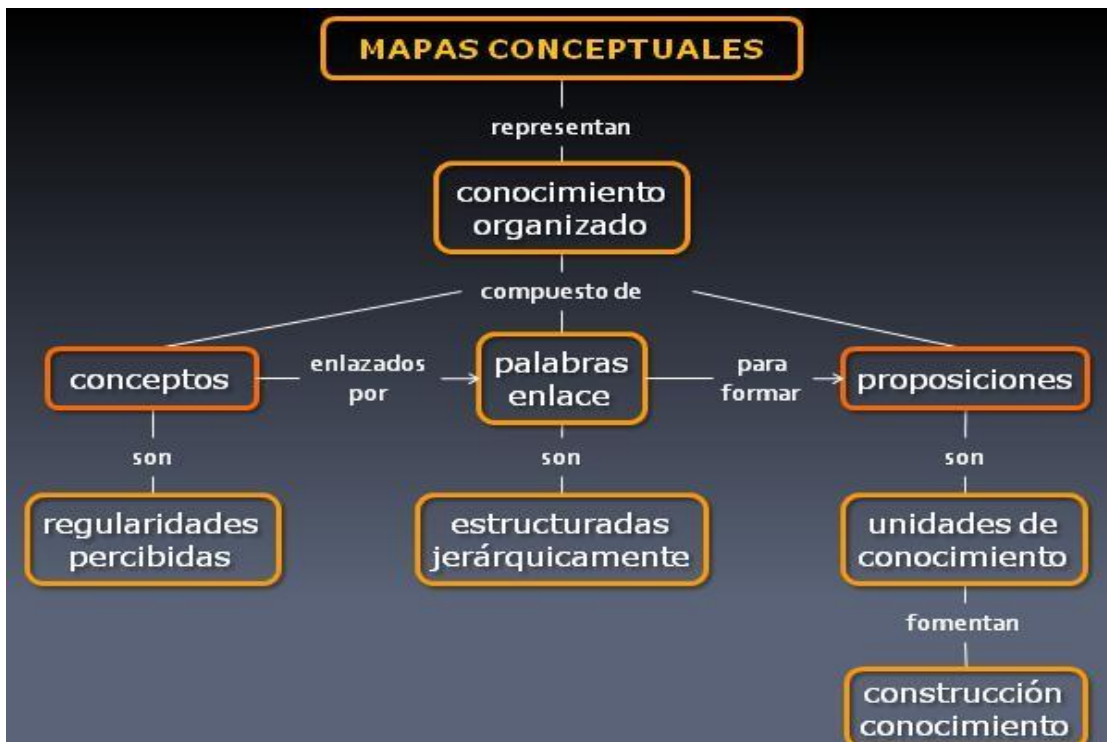 MAPAS CONCEPTUALES
representan
conocimiento
organizado
compuesto de
conceptos
enlazados
por
palabras
enlace
para
formar
proposiciones
son
son
son
regularidades
percibidas
estructuradas
jerárquicamente
unidades de
conocimiento
fomentan
construcción
conocimiento